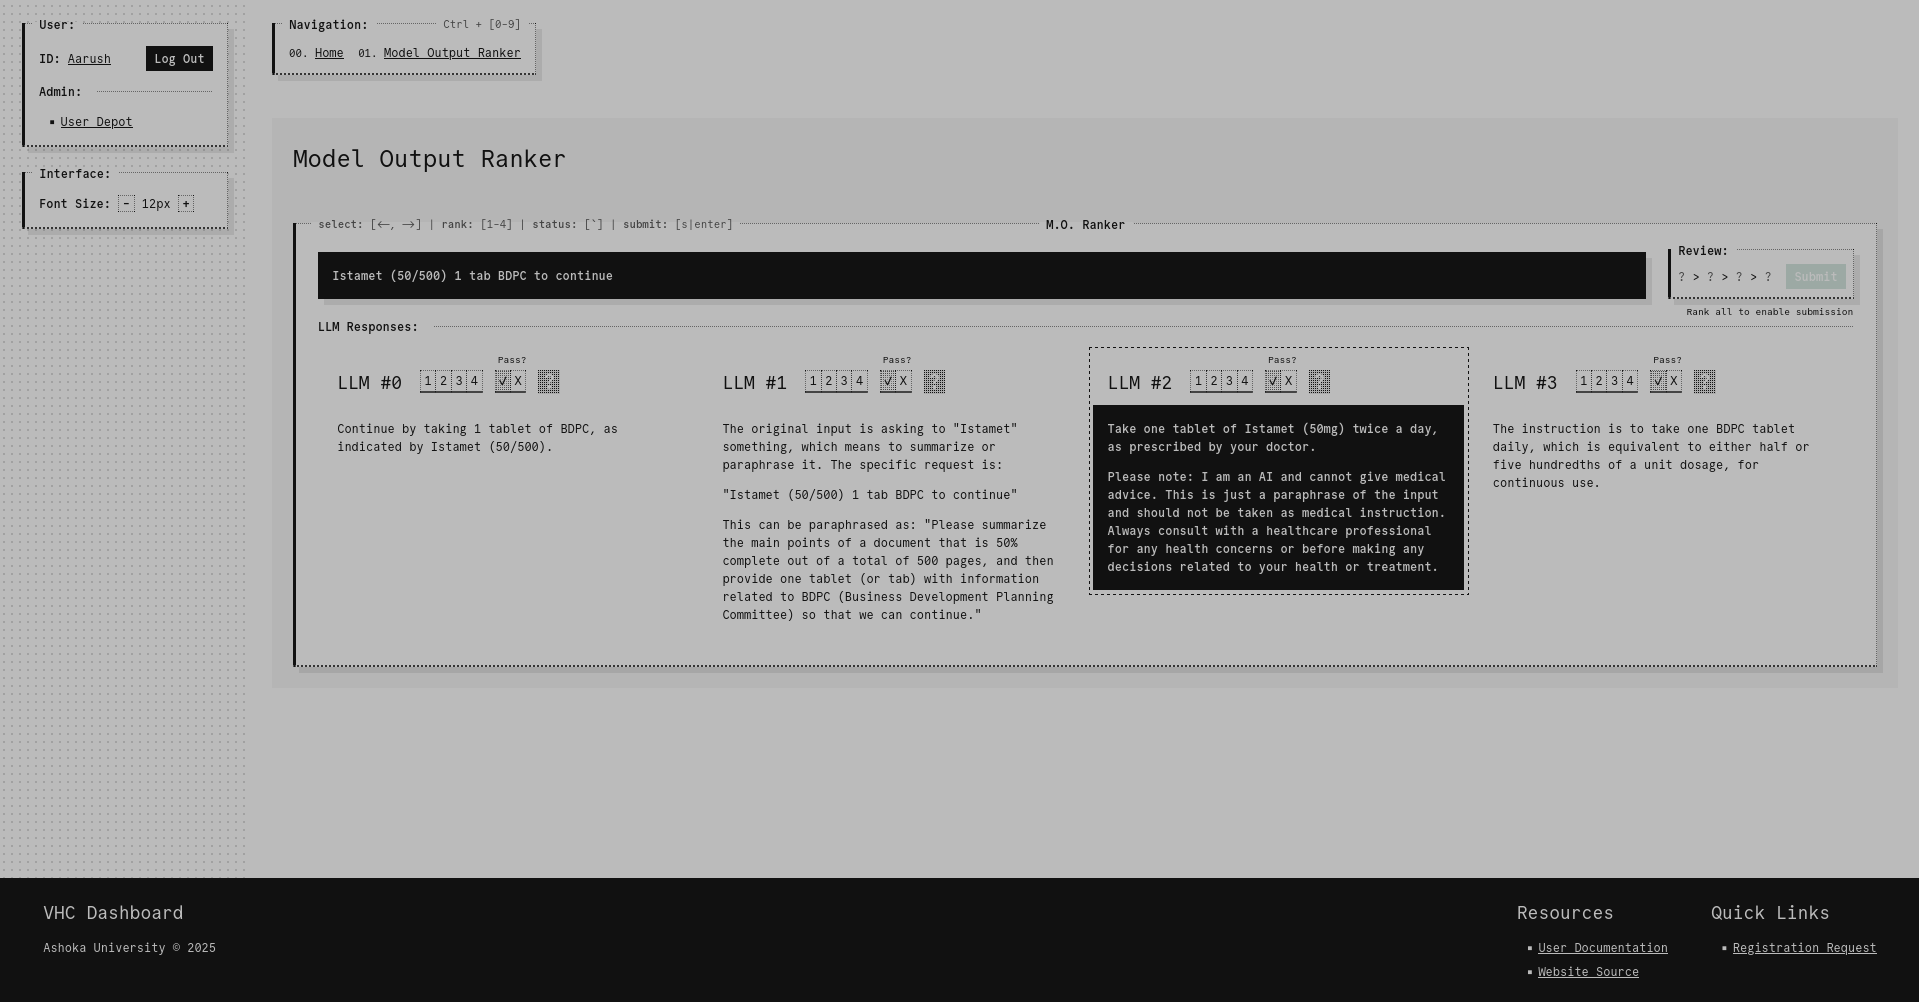 User:
ID: Aarush Log Out
Admin:
▪ User Depot
Interface:
Font Size: - 12px +
Navigation: Ctrl + [0-9]
00. Home 01. Model Output Ranker
Model Output Ranker
select: [<-, ->] | rank: [1-4] | status: [`] | submit: [s|enter] M.O. Ranker
Istamet (50/500) 1 tab BDPC to continue
Review:
? > ? > ? > ? Submit
Rank all to enable submission
LLM Responses:
Pass?
LLM #0 1 2 3 4 ✓ X ?
Continue by taking 1 tablet of BDPC, as
indicated by Istamet (50/500).
Pass?
LLM #1 1 2 3 4 ✓ X ?
The original input is asking to "Istamet"
something, which means to summarize or
paraphrase it. The specific request is:
"Istamet (50/500) 1 tab BDPC to continue"
This can be paraphrased as: "Please summarize
the main points of a document that is 50%
complete out of a total of 500 pages, and then
provide one tablet (or tab) with information
related to BDPC (Business Development Planning
Committee) so that we can continue."
Pass?
LLM #2 1 2 3 4 ✓ X ?
Take one tablet of Istamet (50mg) twice a day,
as prescribed by your doctor.
Please note: I am an AI and cannot give medical
advice. This is just a paraphrase of the input
and should not be taken as medical instruction.
Always consult with a healthcare professional
for any health concerns or before making any
decisions related to your health or treatment.
Pass?
LLM #3 1 2 3 4 ✓ X ?
The instruction is to take one BDPC tablet
daily, which is equivalent to either half or
five hundredths of a unit dosage, for
continuous use.
VHC Dashboard
Ashoka University © 2025
Resources
▪ User Documentation
▪ Website Source
Quick Links
▪ Registration Request